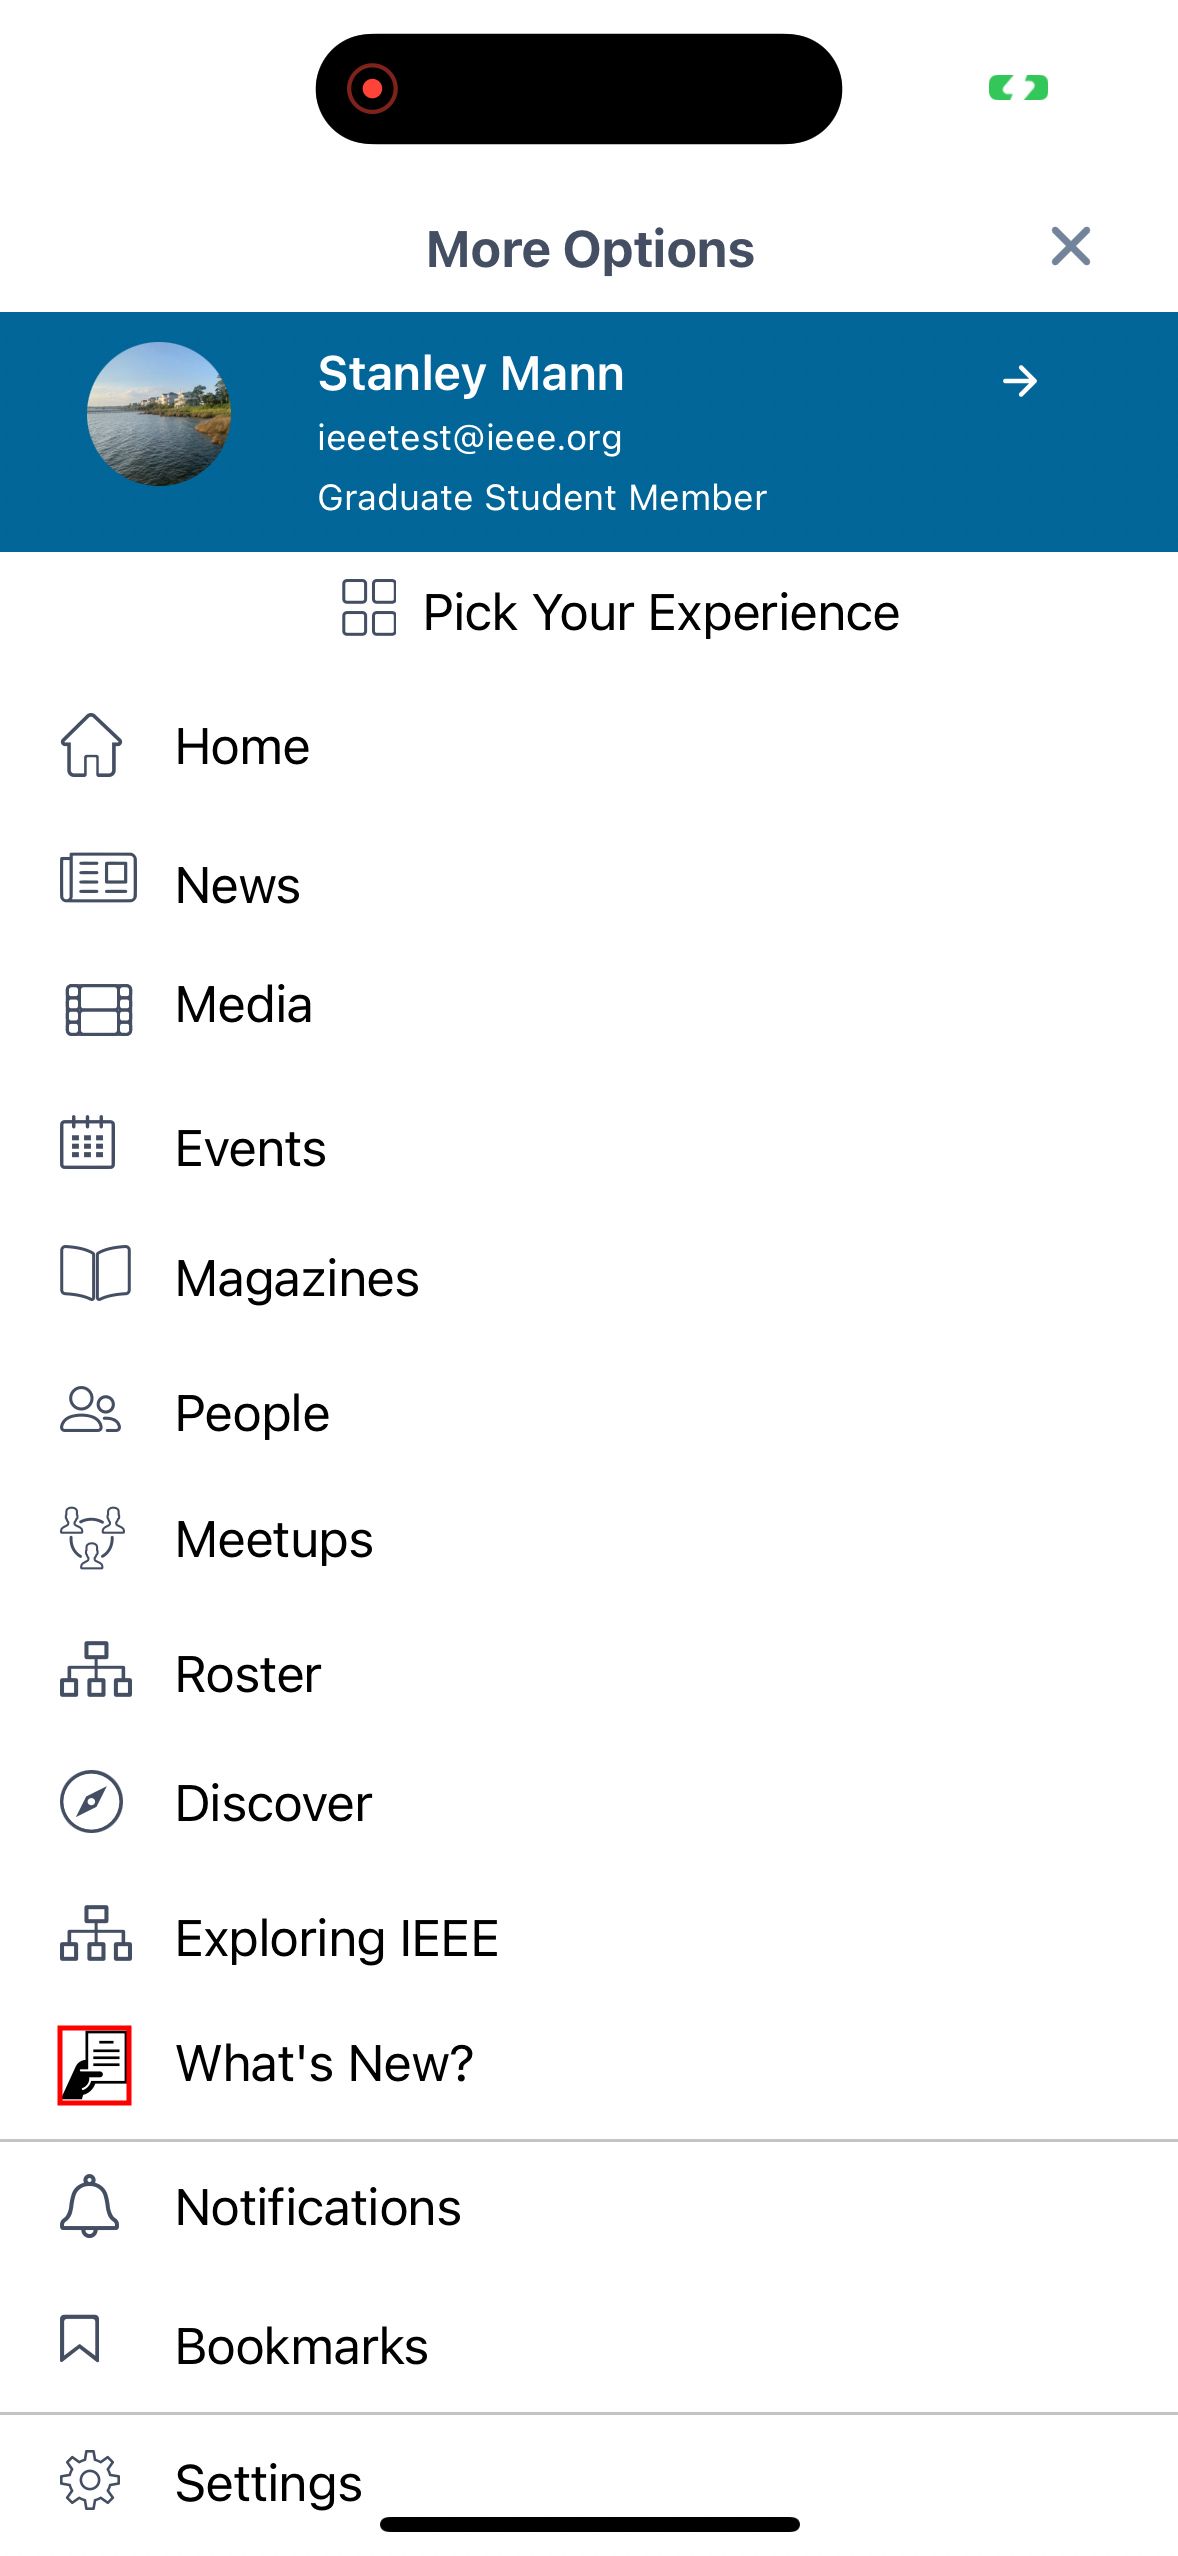 More Options
Stanley Mann
ieeetest@ieee.org
Graduate Student Member
Pick Your Experience
Home
News
Media
Events
Magazines
People
Meetups
Roster
Discover
Exploring IEEE
What's New?
Notifications
Bookmarks
Settings